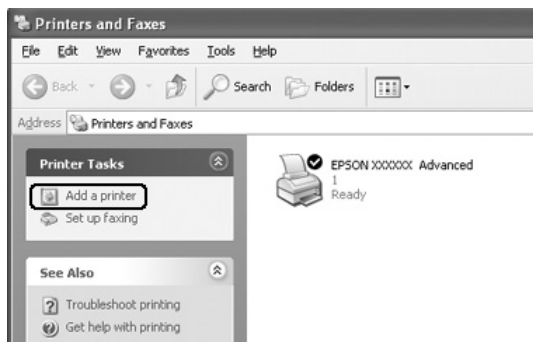 Printers and Faxes
File Edit View Favorites Tools Help
Back Search Folders
Address Printers and Faxes
Printer Tasks
Add a printer
Set up faxing
See Also
Troubleshoot printing
Get help with printing
EPSON XXXXXX Advanced
1
Ready